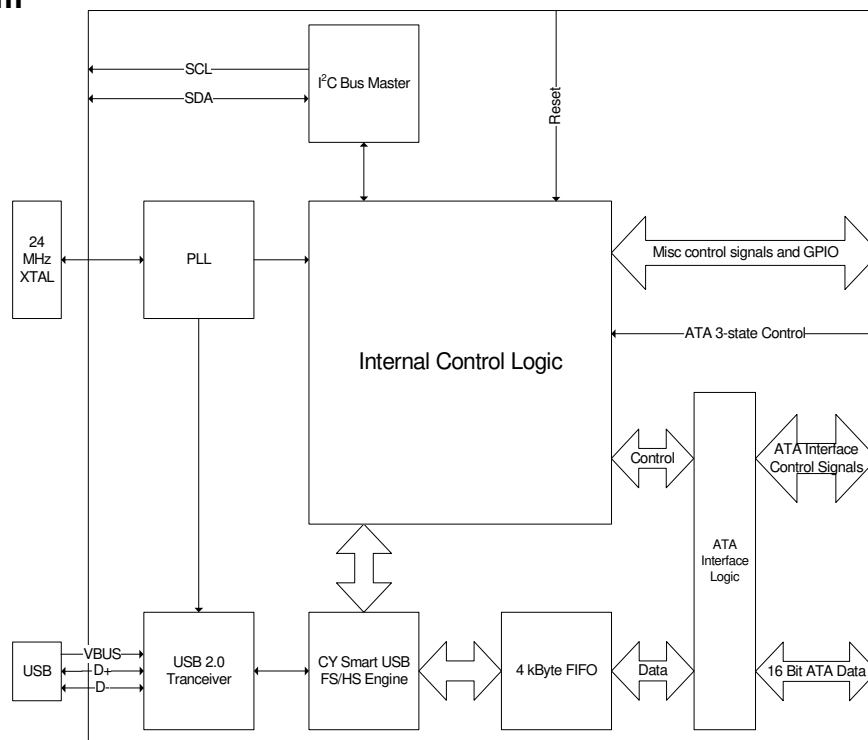 SCL
I2C Bus Master
SDA
Reset
24
MHz
XTAL
PLL
Misc control signals and GPIO
ATA 3-state Control
Internal Control Logic
Control
ATA Interface
Control Signals
ATA
Interface
Logic
VBUS
D+
D-
USB
USB 2.0
Tranceiver
CY Smart USB
FS/HS Engine
4 kByte FIFO
Data
16 Bit ATA Data